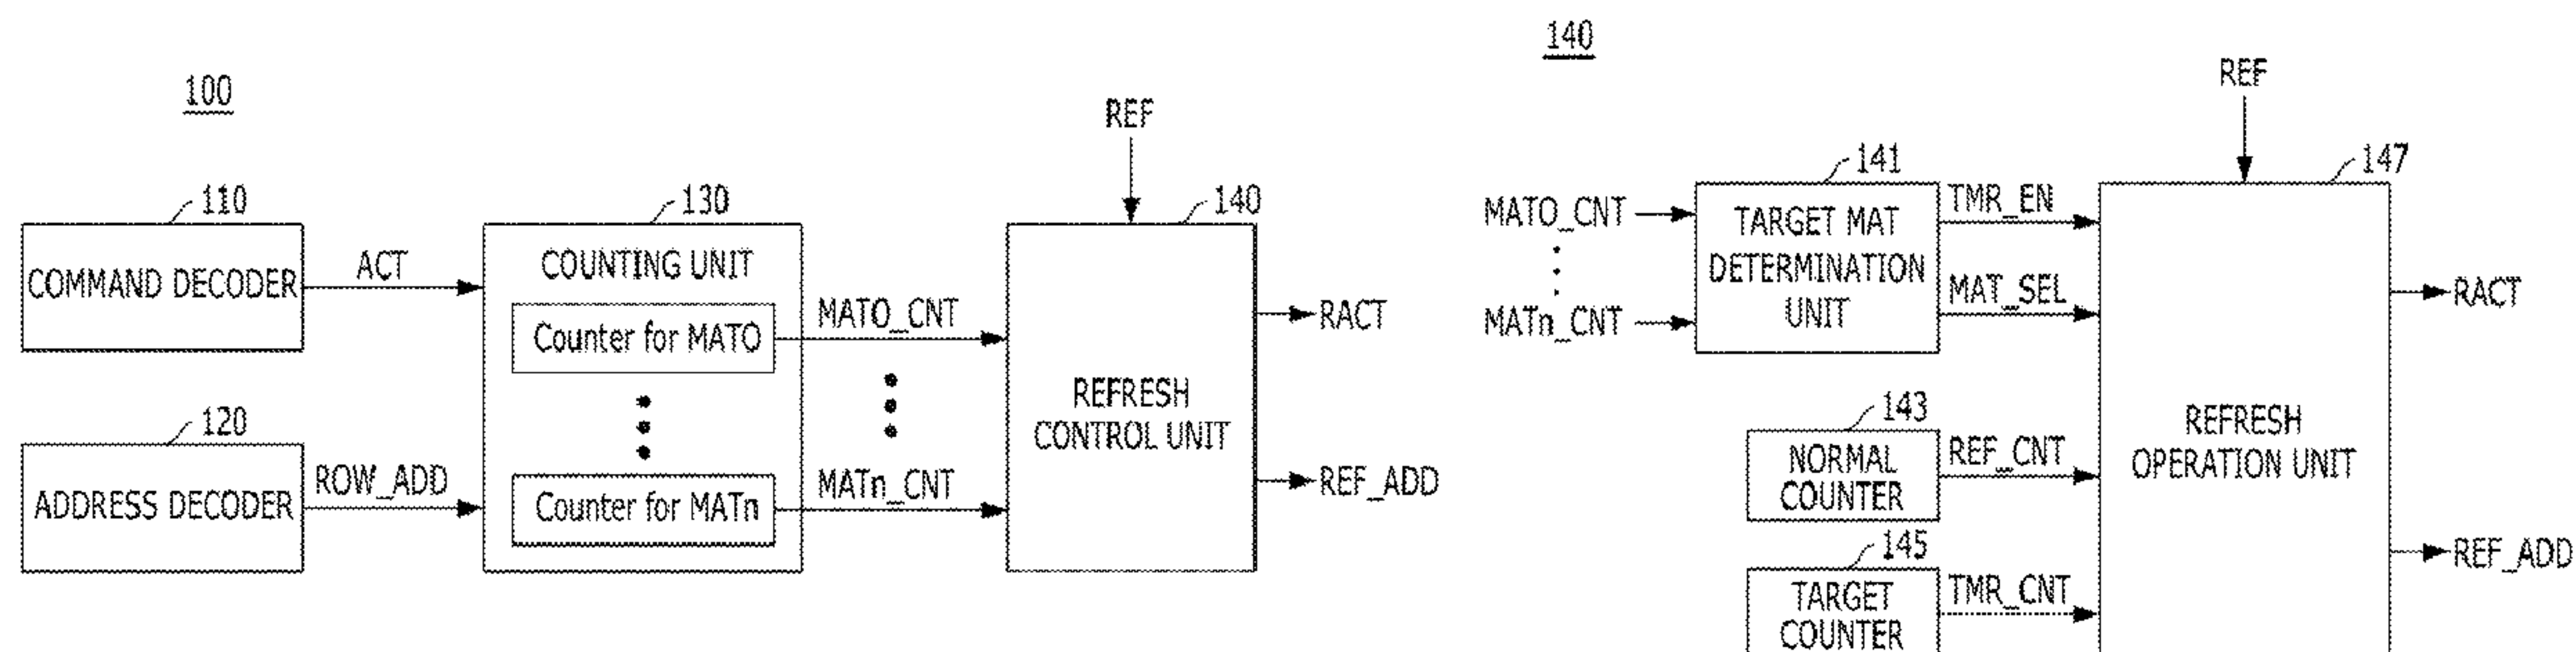 100
110
COMMAND DECODER
ACT
120
ADDRESS DECODER
ROW_ADD
130
COUNTING UNIT
Counter for MAT0
Counter for MATn
MAT0_CNT
MATn_CNT
REF
140
REFRESH
CONTROL UNIT
RACT
REF_ADD
140
MAT0_CNT
MATn_CNT
141
TARGET MAT
DETERMINATION
UNIT
TMR_EN
MAT_SEL
143
NORMAL
COUNTER
REF_CNT
145
TARGET
COUNTER
TMR_CNT
REF
147
REFRESH
OPERATION UNIT
RACT
REF_ADD